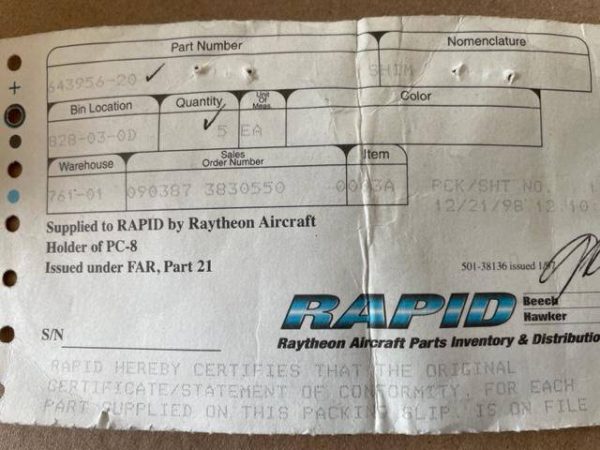 Part Number
Nomenclature
643956-20
SHIM
Bin Location
Quantity
Unit Of Meas.
Color
828-03-0D
5 EA
Warehouse
Sales Order Number
Item
761-01
090387 3830550
0003A
PCK/SHT NO.
12/21/98 12 10
Supplied to RAPID by Raytheon Aircraft
Holder of PC-8
Issued under FAR, Part 21
501-38136 issued 1/97
RAPID
Beech
Hawker
Raytheon Aircraft Parts Inventory & Distributio
S/N
RAPID HEREBY CERTIFIES THAT THE ORIGINAL
CERTIFICATE/STATEMENT OF CONFORMITY, FOR EACH
PART SUPPLIED ON THIS PACKING SLIP, IS ON FILE